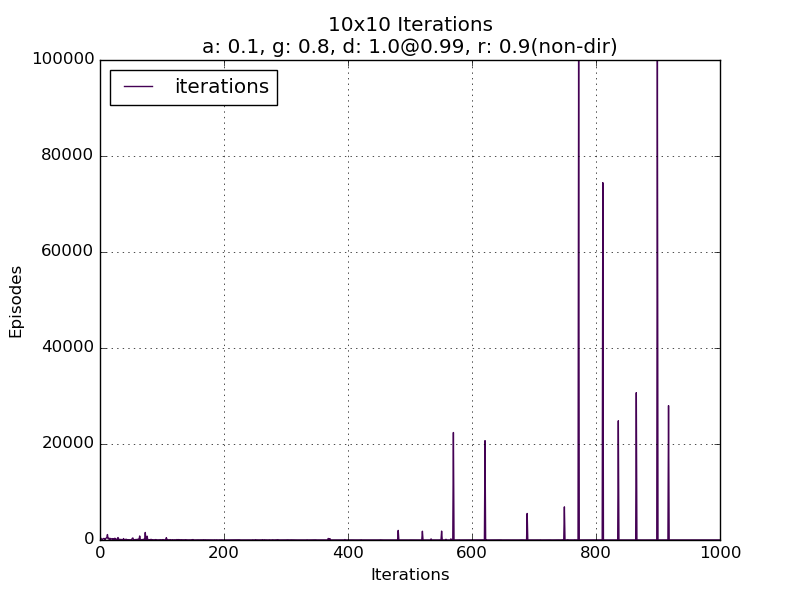 10x10 Iterations
a: 0.1, g: 0.8, d: 1.0@0.99, r: 0.9(non-dir)
iterations
100000
80000
60000
40000
20000
0
Episodes
0 200 400 600 800 1000
Iterations